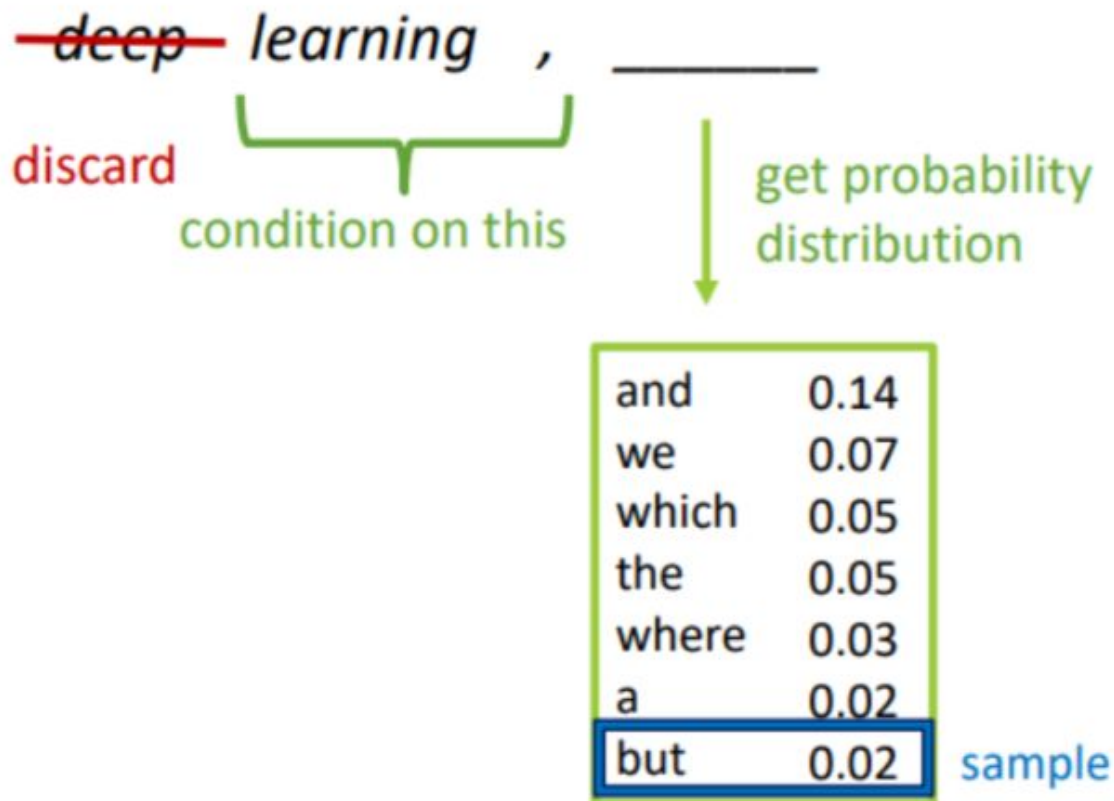 deep learning , ______
discard
condition on this
get probability
distribution
and 0.14
we 0.07
which 0.05
the 0.05
where 0.03
a 0.02
but 0.02
sample